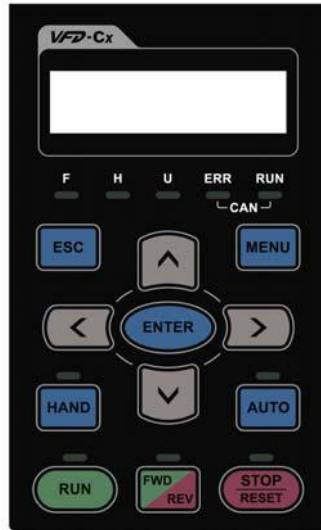 VFD-Cx
F H U ERR RUN
CAN
ESC MENU
ENTER
HAND AUTO
RUN FWD REV STOP RESET